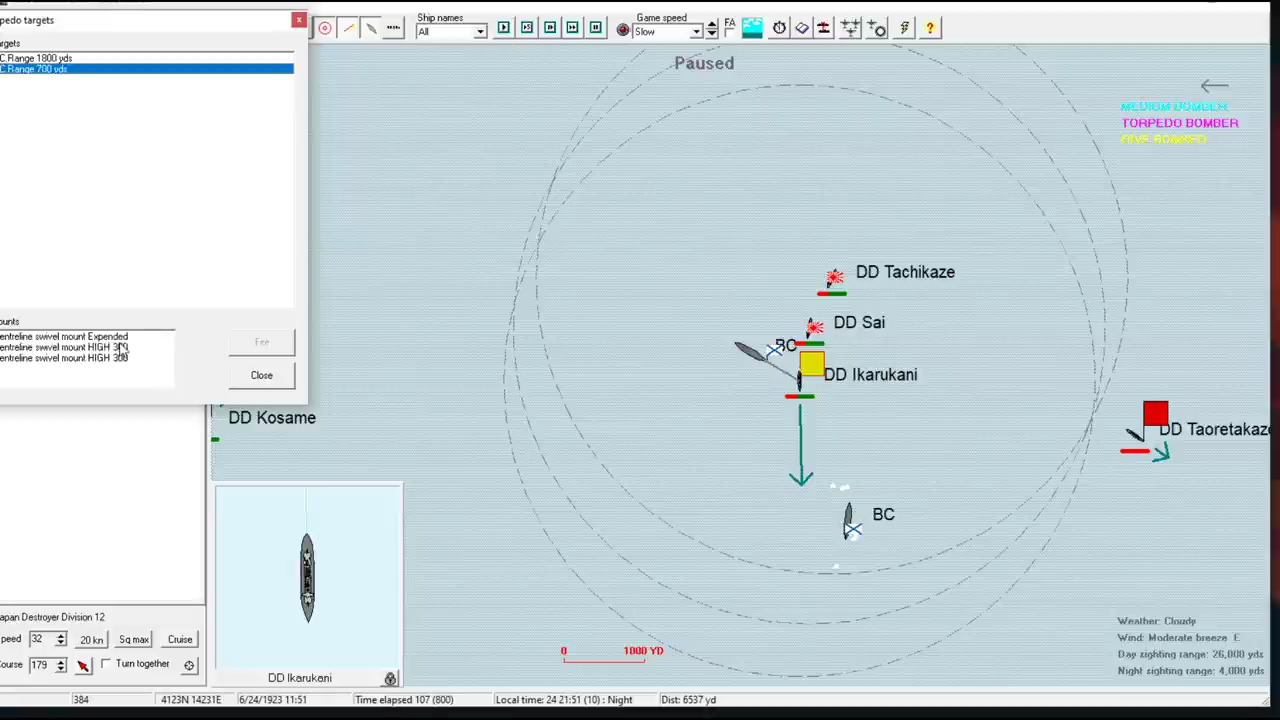 pedo targets
Ship names
All
Game speed
Slow
FA
argets
C Range 1800 yds
C Range 700 yds
Paused
MEDIUM BOMBER
TORPEDO BOMBER
DIVE BOMBER
DD Tachikaze
DD Sai
BC
DD Ikarukani
ounts
entreline swivel mount Expended
entreline swivel mount HIGH
entreline swivel mount HIGH
Fire
Close
DD Kosame
DD Taoretakaze
BC
DD Ikarukani
apan Destroyer Division 12
peed
32
20 kn
Sq max
Cruise
Course
179
Turn together
0
1000 YD
Weather: Cloudy
Wind: Moderate breeze E
Day sighting range: 26,000 yards
Night sighting range: 4,000 yards
384
4123N 14231E
6/24/1923 11:51
Time elapsed 107 (800)
Local time: 24 21:51 (10) : Night
Dist: 6537 yd